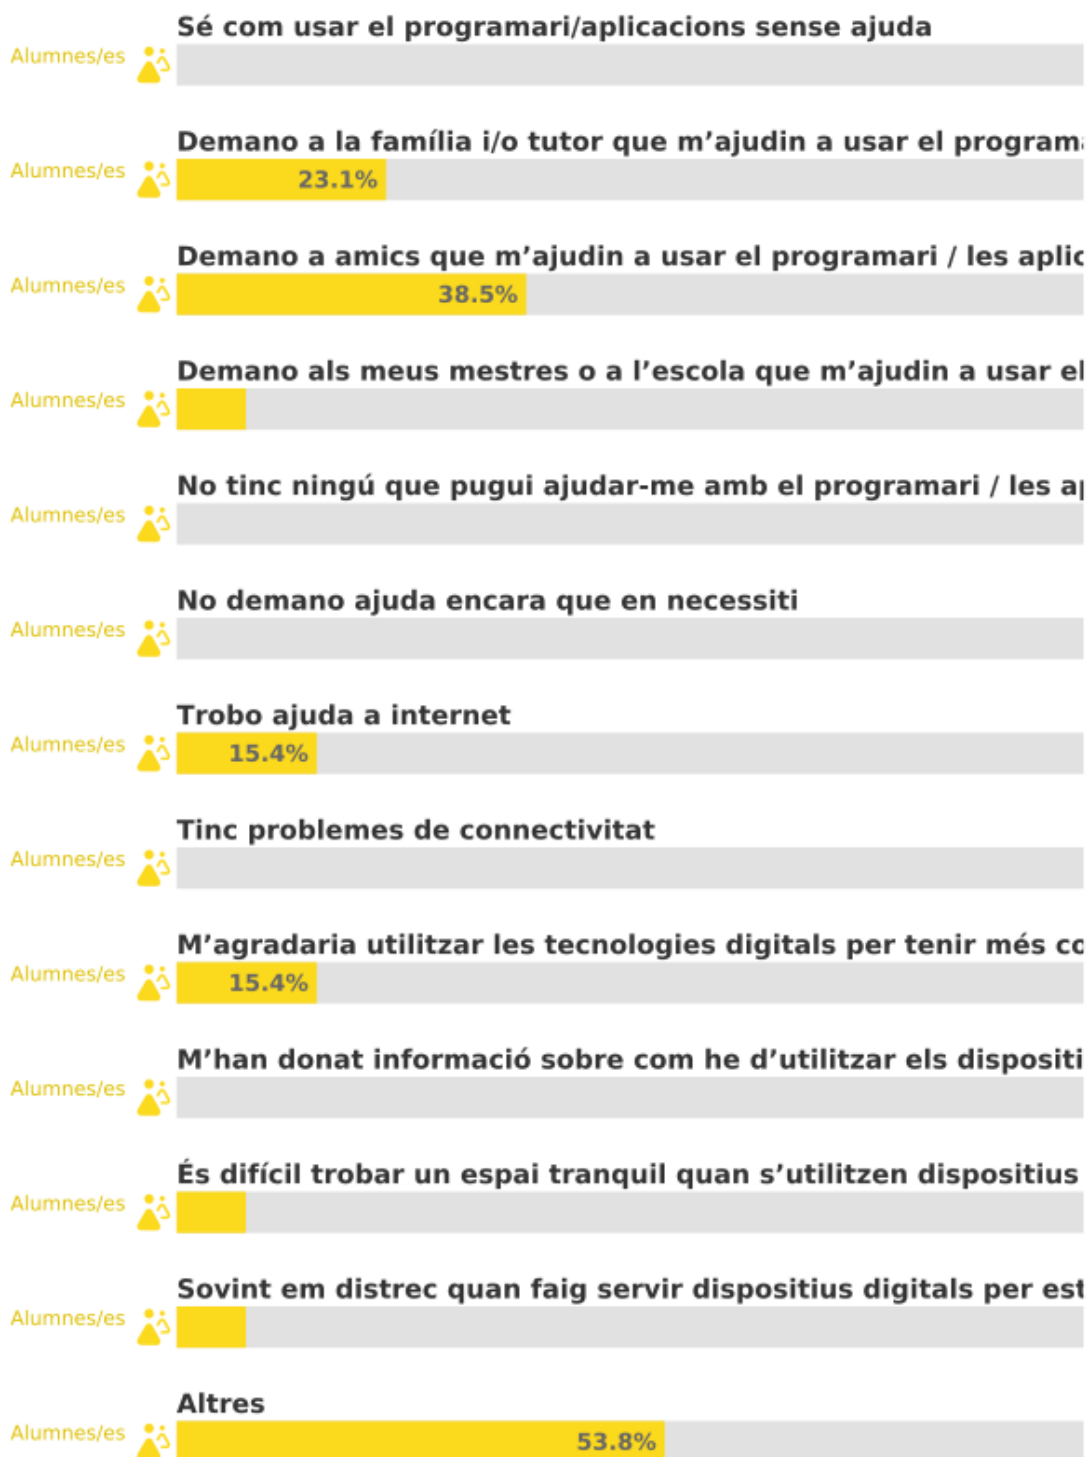 Sé com usar el programari/aplicacions sense ajuda
Alumnes/es
Demano a la família i/o tutor que m’ajudin a usar el
Alumnes/es
23.1%
Demano a amics que m’ajudin a usar el programari / les
Alumnes/es
38.5%
Demano als meus mestres o a l’escola que m’ajudin a usar el
Alumnes/es
No tinc ningú que pugui ajudar-me amb el programari / les
Alumnes/es
No demano ajuda encara que en necessiti
Alumnes/es
Trobo ajuda a internet
Alumnes/es
15.4%
Tinc problemes de connectivitat
Alumnes/es
M’agradaria utilitzar les tecnologies digitals per tenir més
Alumnes/es
15.4%
M’han donat informació sobre com he d’utilitzar els
Alumnes/es
És difícil trobar un espai tranquil quan s’utilitzen dispositius
Alumnes/es
Sovint em distrec quan faig servir dispositius digitals per
Alumnes/es
Altres
Alumnes/es
53.8%